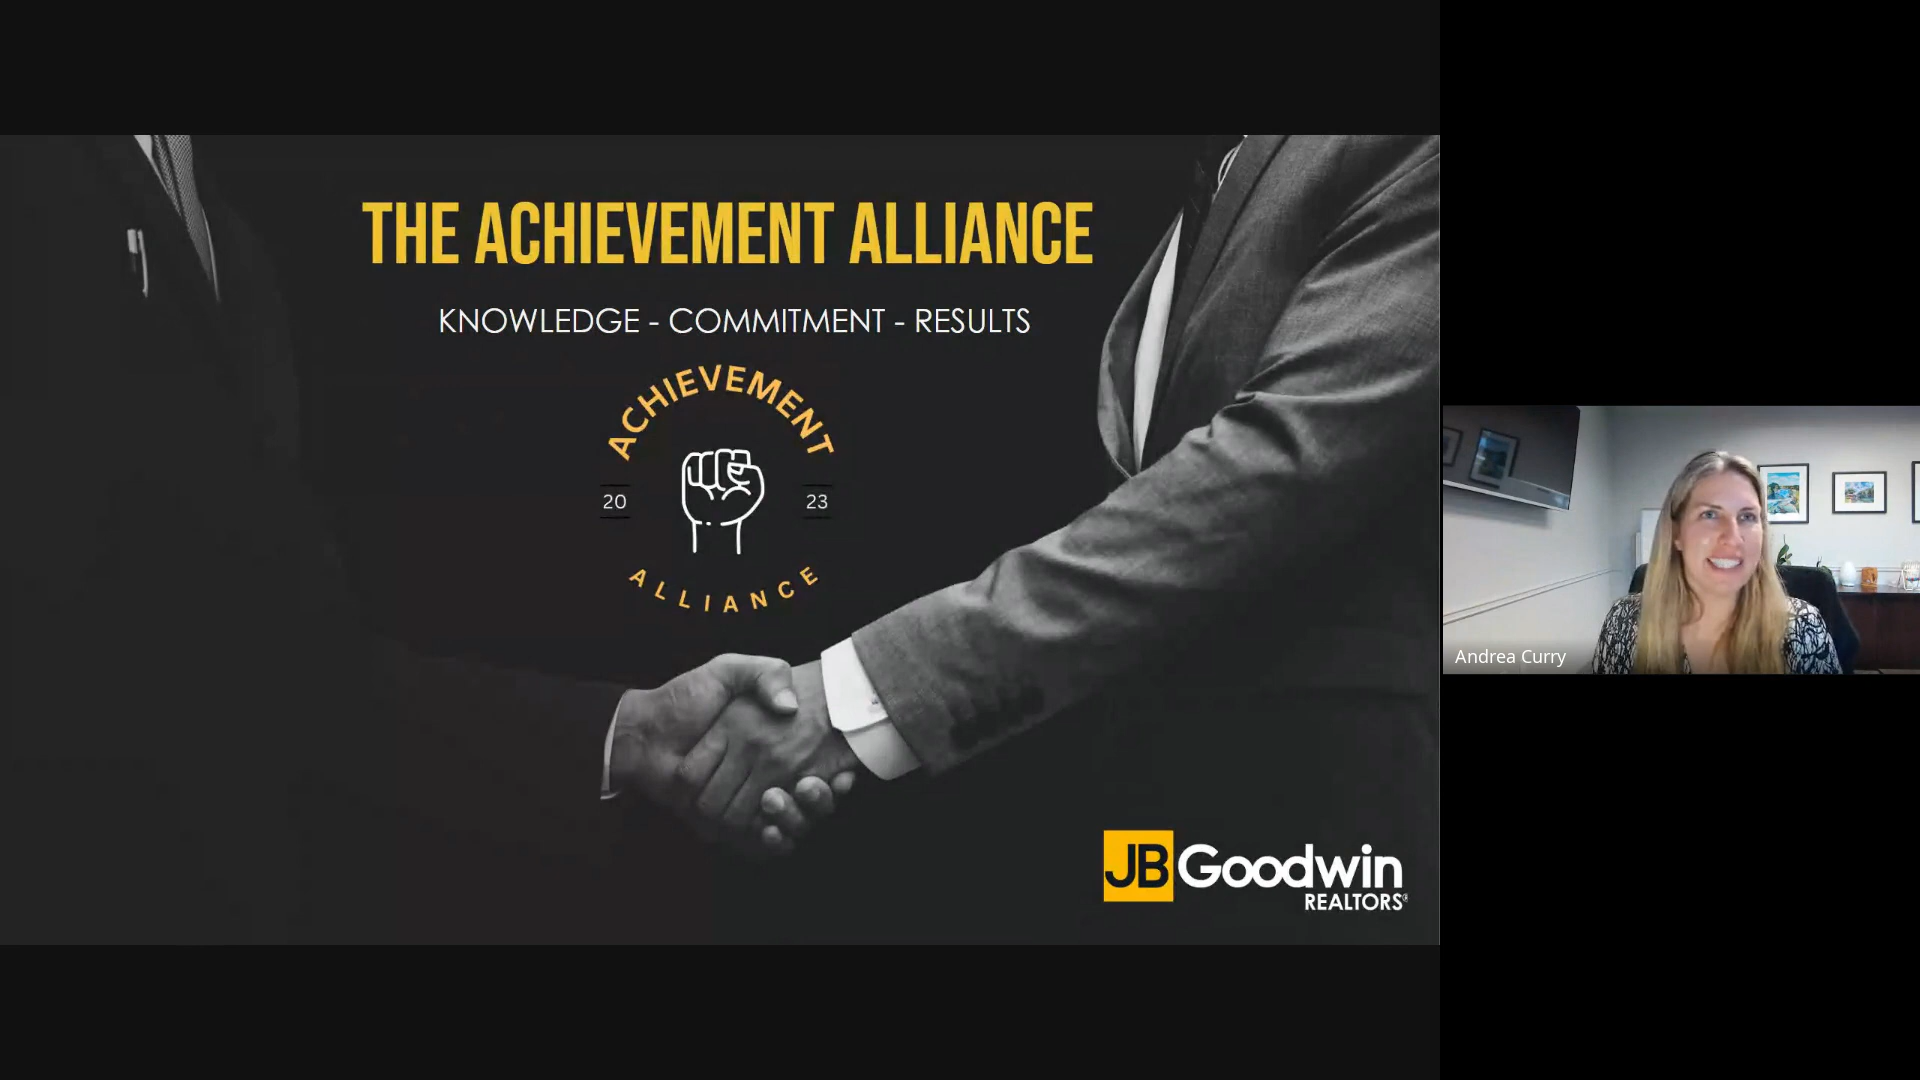 THE ACHIEVEMENT ALLIANCE
KNOWLEDGE - COMMITMENT - RESULTS
ACHIEVEMENT
20 23
ALLIANCE
Andrea Curry
JB Goodwin
REALTORS®